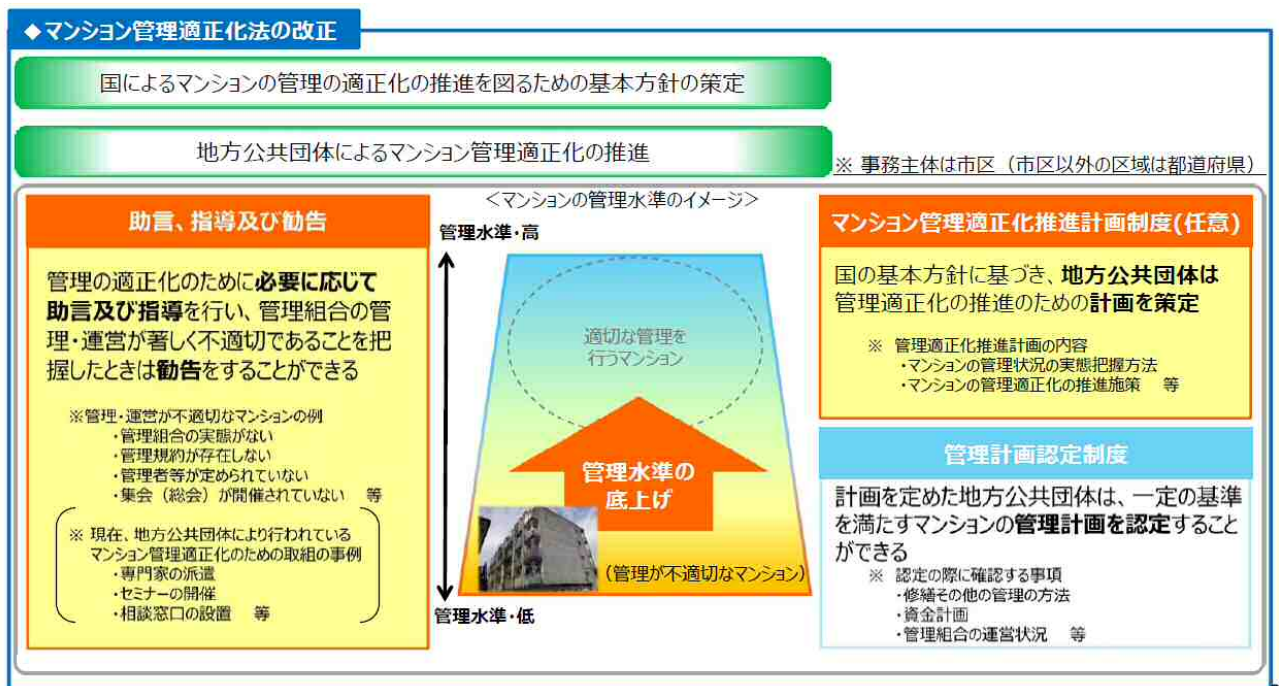 ◆マンション管理適正化法の改正
国によるマンションの管理の適正化の推進を図るための基本方針の策定
地方公共団体によるマンション管理適正化の推進
※ 事務主体は市区（市区以外の区域は都道府県）
助言、指導及び勧告
管理の適正化のために必要に応じて
助言及び指導を行い、管理組合の管
理・運営が著しく不適切であることを把
握したときは勧告をすることができる
※管理・運営が不適切なマンションの例
・管理組合の実態がない
・管理規約が存在しない
・管理者等が定められていない
・集会（総会）が開催されていない　等
※ 現在、地方公共団体により行われている
マンション管理適正化のための取組の事例
・専門家の派遣
・セミナーの開催
・相談窓口の設置　等
＜マンションの管理水準のイメージ＞
管理水準・高
適切な管理を
行うマンション
管理水準の
底上げ
（管理が不適切なマンション）
管理水準・低
マンション管理適正化推進計画制度(任意)
国の基本方針に基づき、地方公共団体は
管理適正化の推進のための計画を策定
※ 管理適正化推進計画の内容
・マンションの管理状況の実態把握方法
・マンションの管理適正化の推進施策　等
管理計画認定制度
計画を定めた地方公共団体は、一定の基準
を満たすマンションの管理計画を認定すること
ができる
※ 認定の際に確認する事項
・修繕その他の管理の方法
・資金計画
・管理組合の運営状況　等